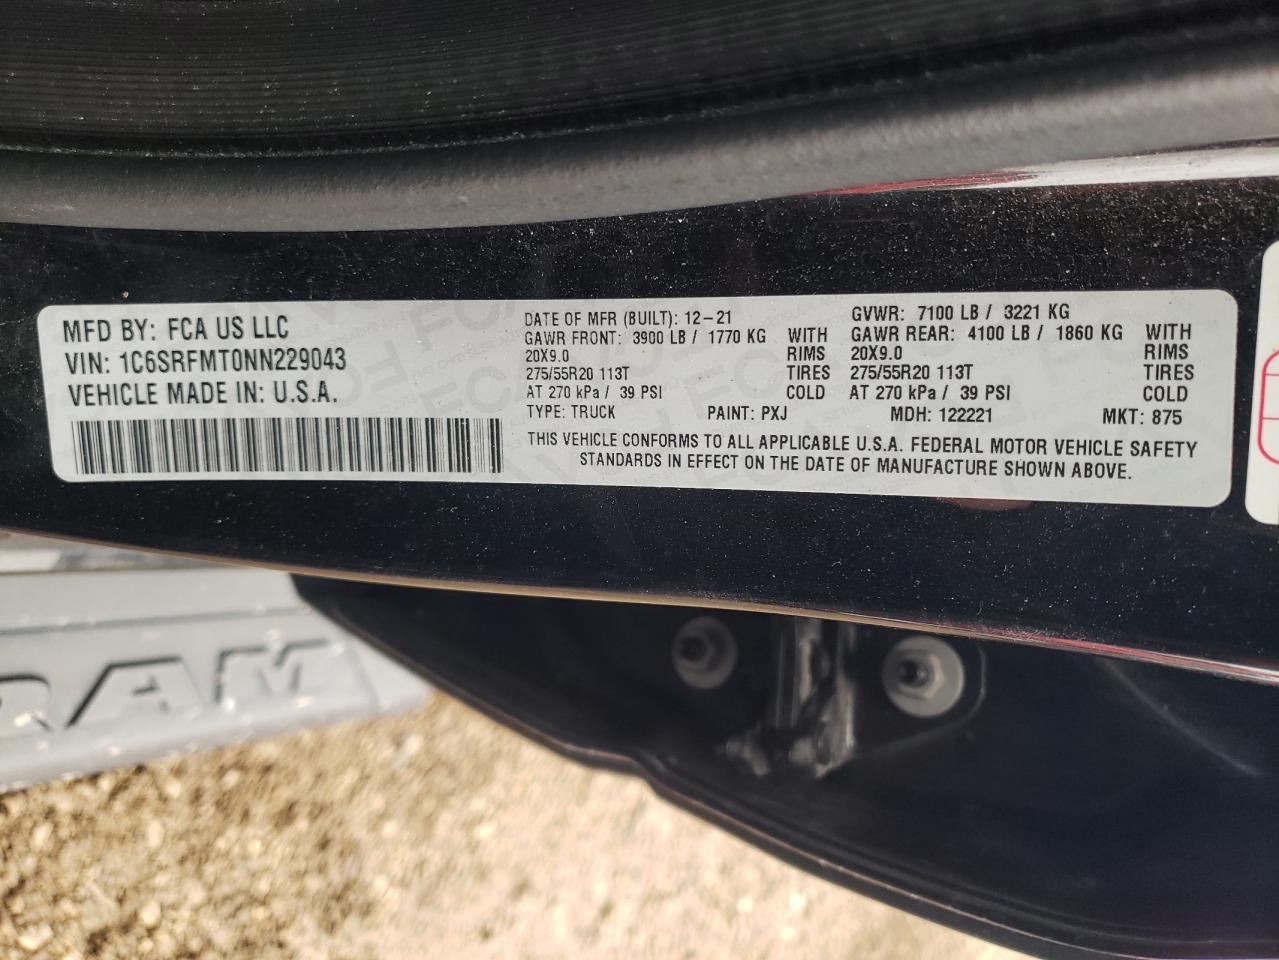 MFD BY: FCA US LLC
VIN: 1C6SRFMT0NN229043
VEHICLE MADE IN: U.S.A.
DATE OF MFR (BUILT): 12-21
GAWR FRONT: 3900 LB / 1770 KG WITH
20X9.0 RIMS
275/55R20 113T TIRES
AT 270 kPa / 39 PSI COLD
GVWR: 7100 LB / 3221 KG
GAWR REAR: 4100 LB / 1860 KG WITH
20X9.0 RIMS
275/55R20 113T TIRES
AT 270 kPa / 39 PSI COLD
TYPE: TRUCK PAINT: PXJ MDH: 122221 MKT: 875
THIS VEHICLE CONFORMS TO ALL APPLICABLE U.S.A. FEDERAL MOTOR VEHICLE SAFETY
STANDARDS IN EFFECT ON THE DATE OF MANUFACTURE SHOWN ABOVE.
RAM